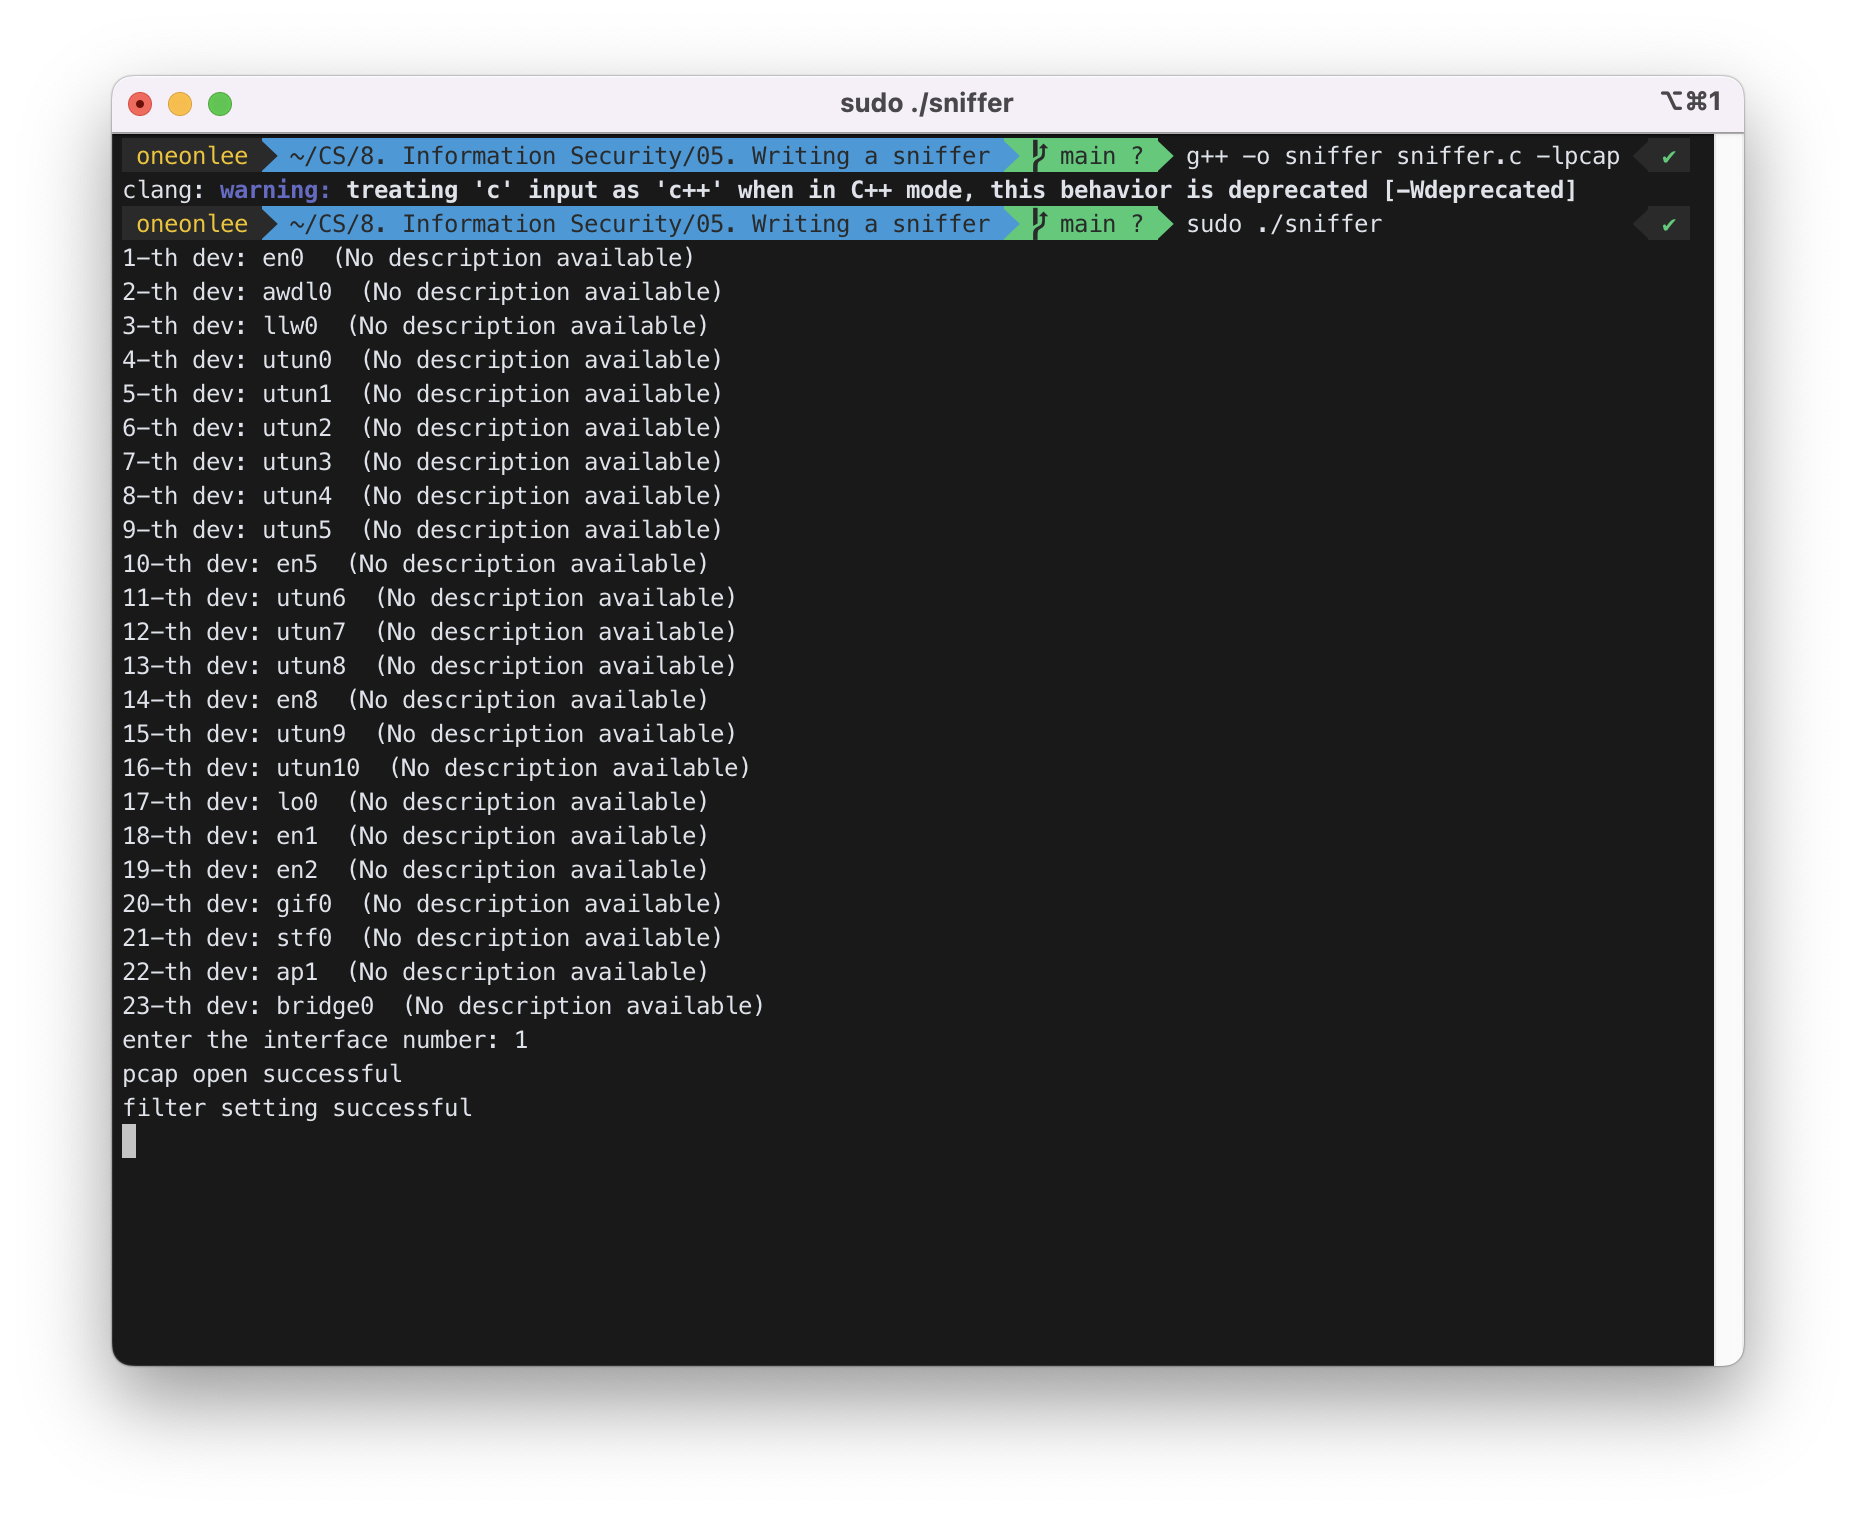 sudo ./sniffer ⌥⌘1
oneonlee ~/CS/8. Information Security/05. Writing a sniffer main ? g++ -o sniffer sniffer.c -lpcap ✔
clang: warning: treating 'c' input as 'c++' when in C++ mode, this behavior is deprecated [-Wdeprecated]
oneonlee ~/CS/8. Information Security/05. Writing a sniffer main ? sudo ./sniffer ✔
1-th dev: en0  (No description available)
2-th dev: awdl0  (No description available)
3-th dev: llw0  (No description available)
4-th dev: utun0  (No description available)
5-th dev: utun1  (No description available)
6-th dev: utun2  (No description available)
7-th dev: utun3  (No description available)
8-th dev: utun4  (No description available)
9-th dev: utun5  (No description available)
10-th dev: en5  (No description available)
11-th dev: utun6  (No description available)
12-th dev: utun7  (No description available)
13-th dev: utun8  (No description available)
14-th dev: en8  (No description available)
15-th dev: utun9  (No description available)
16-th dev: utun10  (No description available)
17-th dev: lo0  (No description available)
18-th dev: en1  (No description available)
19-th dev: en2  (No description available)
20-th dev: gif0  (No description available)
21-th dev: stf0  (No description available)
22-th dev: ap1  (No description available)
23-th dev: bridge0  (No description available)
enter the interface number: 1
pcap open successful
filter setting successful